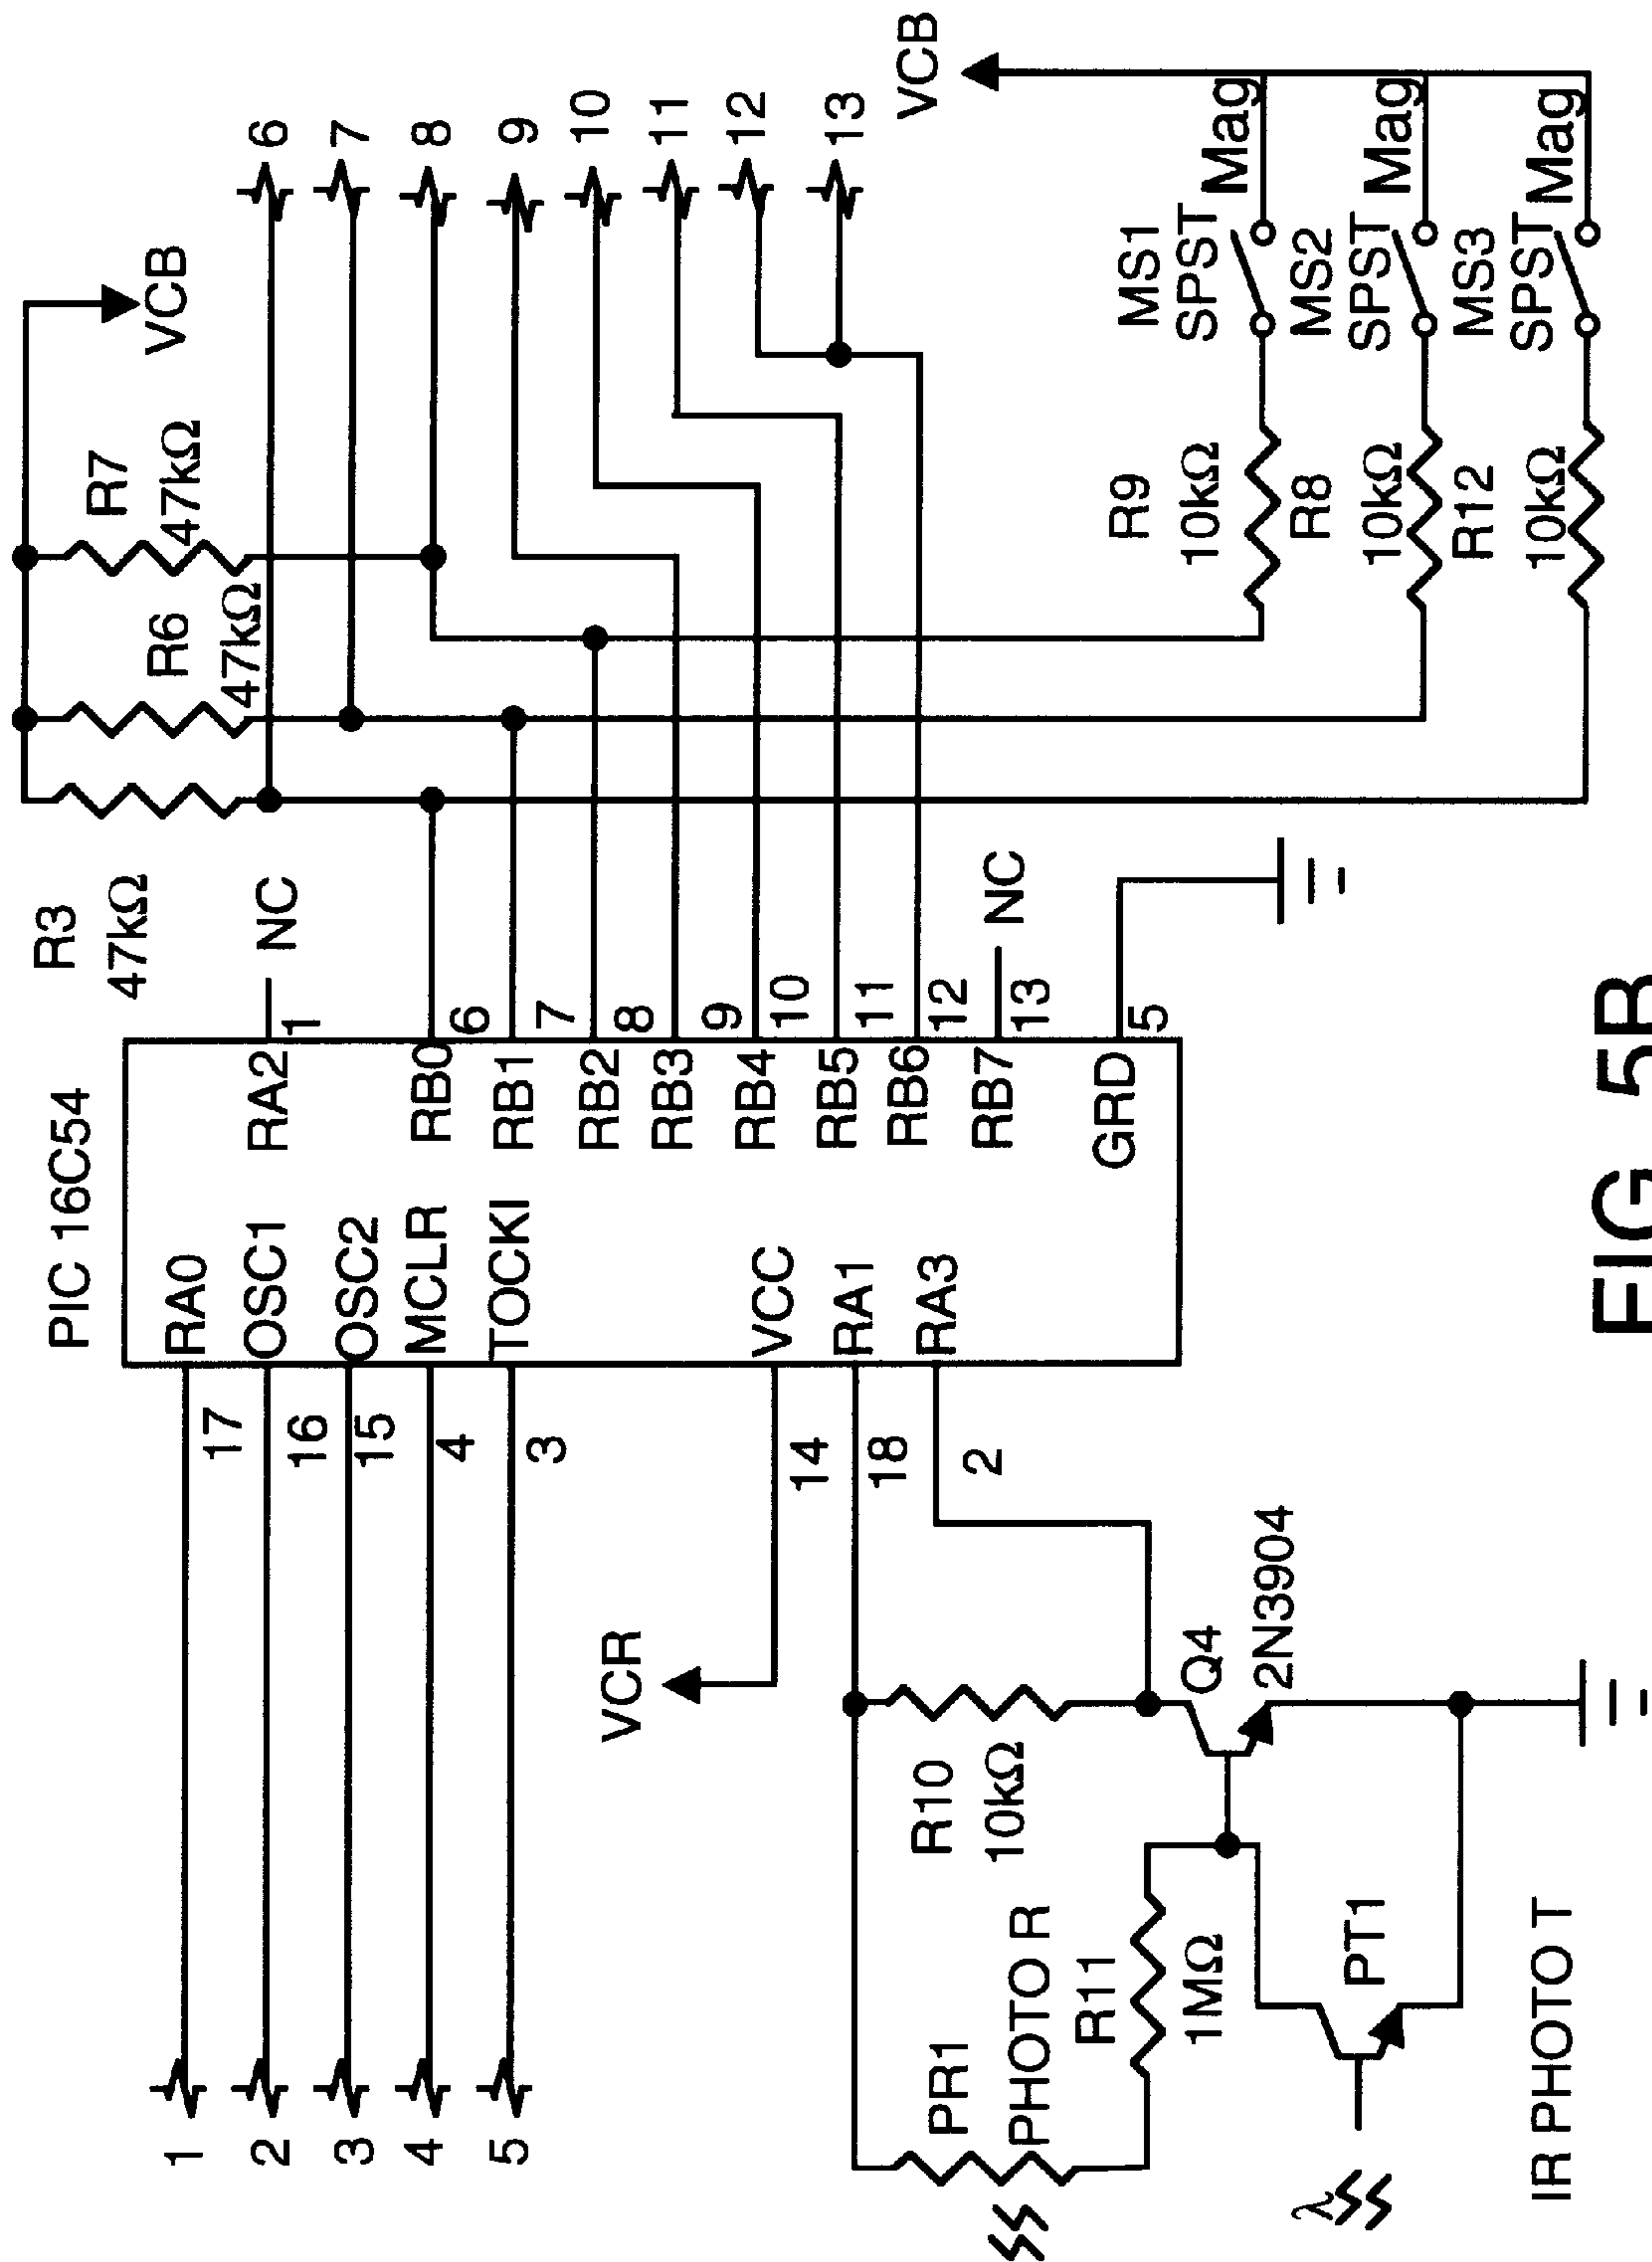 PIC 16C54
RA0
OSC1
OSC2
MCLR
TOCKI
VCC
RA1
RA3
RA2
RB0
RB1
RB2
RB3
RB4
RB5
RB6
RB7
GRD
17
16
15
4
3
14
18
2
1
6
7
8
9
10
11
12
13
5
1
2
3
4
5
NC
NC
R3
47kΩ
R6
47kΩ
R7
47kΩ
VCB
6
7
8
9
10
11
12
13
VCB
VCR
PR1
PHOTO R
R11
1MΩ
R10
10kΩ
Q4
2N3904
λ
PT1
IR PHOTO T
R9
10kΩ
MS1
SPST
Mag
R8
10kΩ
MS2
SPST
Mag
R12
10kΩ
MS3
SPST
Mag
FIG 5B